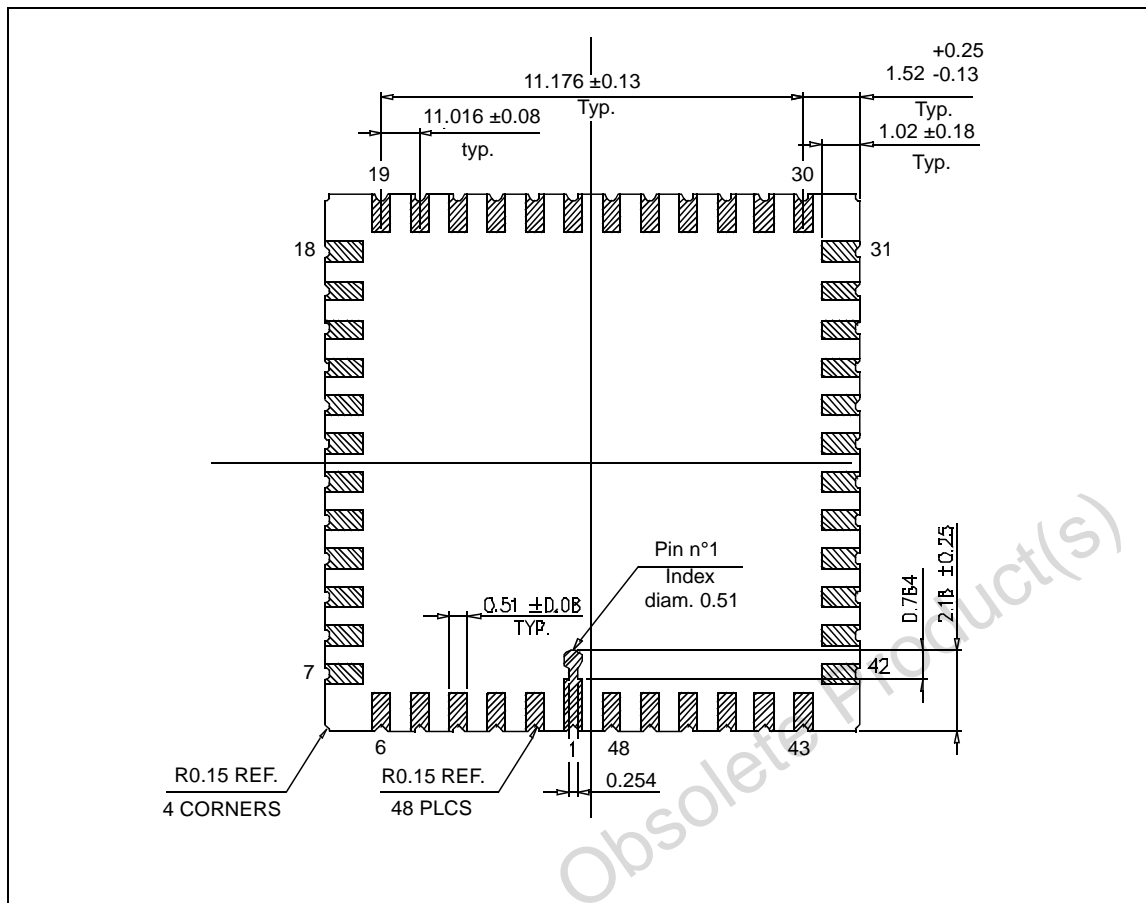 +0.25
11.176 ±0.13
1.52 -0.13
Typ.
Typ.
11.016 ±0.08
typ.
1.02 ±0.18
Typ.
19
30
18
31
Pin n°1
Index
diam. 0.51
0.51 ±0.08
TYP.
0.784
2.18 ±0.25
7
42
6
1
48
43
R0.15 REF.
4 CORNERS
R0.15 REF.
48 PLCS
0.254
Obsolete Product(s)